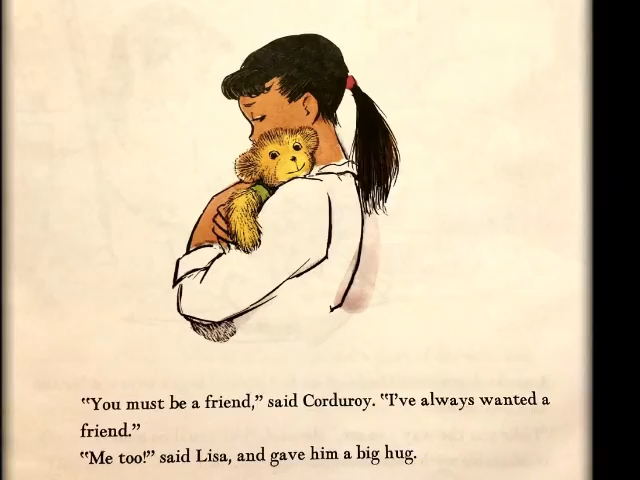 “You must be a friend,” said Corduroy. “I’ve always wanted a
friend.”
“Me too!” said Lisa, and gave him a big hug.